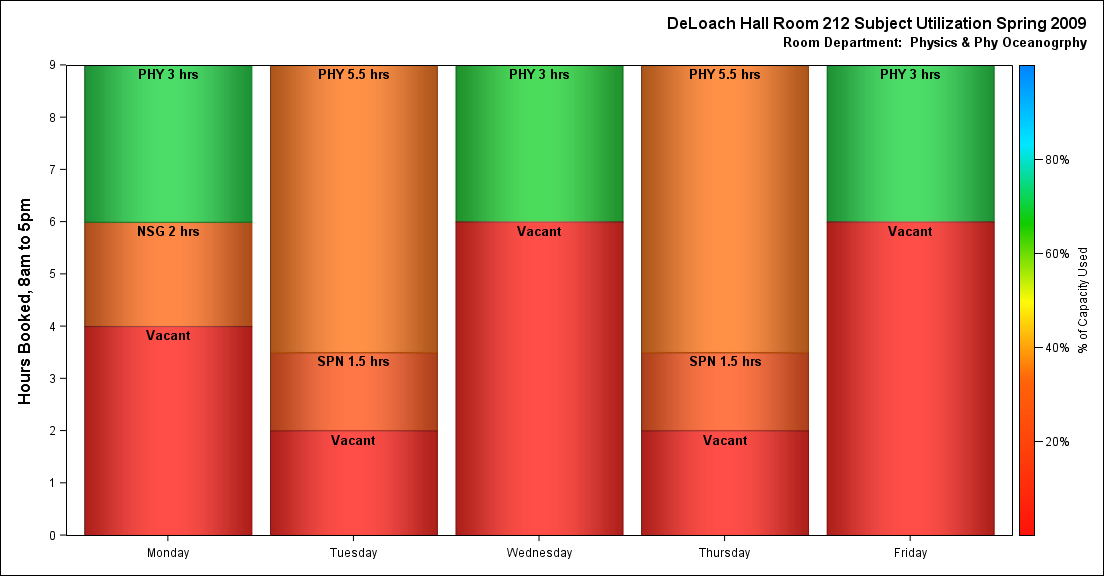 DeLoach Hall Room 212 Subject Utilization Spring 2009
Room Department:  Physics & Phy Oceanogrphy
Hours Booked, 8am to 5pm
9
8
7
6
5
4
3
2
1
0
PHY 3 hrs
NSG 2 hrs
Vacant
PHY 5.5 hrs
SPN 1.5 hrs
Vacant
PHY 3 hrs
Vacant
PHY 5.5 hrs
SPN 1.5 hrs
Vacant
PHY 3 hrs
Vacant
Monday
Tuesday
Wednesday
Thursday
Friday
80%
60%
40%
20%
% of Capacity Used